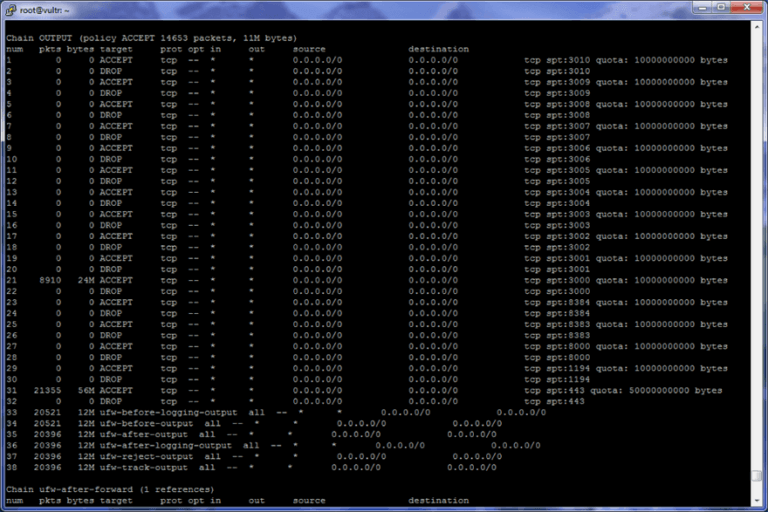 root@vultr: ~
Chain OUTPUT (policy ACCEPT 14653 packets, 11M bytes)
num pkts bytes target prot opt in out source destination
1 0 0 ACCEPT tcp -- * * 0.0.0.0/0 0.0.0.0/0 tcp spt:3010 quota: 10000000000 bytes
2 0 0 DROP tcp -- * * 0.0.0.0/0 0.0.0.0/0 tcp spt:3010
3 0 0 ACCEPT tcp -- * * 0.0.0.0/0 0.0.0.0/0 tcp spt:3009 quota: 10000000000 bytes
4 0 0 DROP tcp -- * * 0.0.0.0/0 0.0.0.0/0 tcp spt:3009
5 0 0 ACCEPT tcp -- * * 0.0.0.0/0 0.0.0.0/0 tcp spt:3008 quota: 10000000000 bytes
6 0 0 DROP tcp -- * * 0.0.0.0/0 0.0.0.0/0 tcp spt:3008
7 0 0 ACCEPT tcp -- * * 0.0.0.0/0 0.0.0.0/0 tcp spt:3007 quota: 10000000000 bytes
8 0 0 DROP tcp -- * * 0.0.0.0/0 0.0.0.0/0 tcp spt:3007
9 0 0 ACCEPT tcp -- * * 0.0.0.0/0 0.0.0.0/0 tcp spt:3006 quota: 10000000000 bytes
10 0 0 DROP tcp -- * * 0.0.0.0/0 0.0.0.0/0 tcp spt:3006
11 0 0 ACCEPT tcp -- * * 0.0.0.0/0 0.0.0.0/0 tcp spt:3005 quota: 10000000000 bytes
12 0 0 DROP tcp -- * * 0.0.0.0/0 0.0.0.0/0 tcp spt:3005
13 0 0 ACCEPT tcp -- * * 0.0.0.0/0 0.0.0.0/0 tcp spt:3004 quota: 10000000000 bytes
14 0 0 DROP tcp -- * * 0.0.0.0/0 0.0.0.0/0 tcp spt:3004
15 0 0 ACCEPT tcp -- * * 0.0.0.0/0 0.0.0.0/0 tcp spt:3003 quota: 10000000000 bytes
16 0 0 DROP tcp -- * * 0.0.0.0/0 0.0.0.0/0 tcp spt:3003
17 0 0 ACCEPT tcp -- * * 0.0.0.0/0 0.0.0.0/0 tcp spt:3002 quota: 10000000000 bytes
18 0 0 DROP tcp -- * * 0.0.0.0/0 0.0.0.0/0 tcp spt:3002
19 0 0 ACCEPT tcp -- * * 0.0.0.0/0 0.0.0.0/0 tcp spt:3001 quota: 10000000000 bytes
20 0 0 DROP tcp -- * * 0.0.0.0/0 0.0.0.0/0 tcp spt:3001
21 8910 24M ACCEPT tcp -- * * 0.0.0.0/0 0.0.0.0/0 tcp spt:3000 quota: 10000000000 bytes
22 0 0 DROP tcp -- * * 0.0.0.0/0 0.0.0.0/0 tcp spt:3000
23 0 0 ACCEPT tcp -- * * 0.0.0.0/0 0.0.0.0/0 tcp spt:8384 quota: 10000000000 bytes
24 0 0 DROP tcp -- * * 0.0.0.0/0 0.0.0.0/0 tcp spt:8384
25 0 0 ACCEPT tcp -- * * 0.0.0.0/0 0.0.0.0/0 tcp spt:8383 quota: 10000000000 bytes
26 0 0 DROP tcp -- * * 0.0.0.0/0 0.0.0.0/0 tcp spt:8383
27 0 0 ACCEPT tcp -- * * 0.0.0.0/0 0.0.0.0/0 tcp spt:8000 quota: 10000000000 bytes
28 0 0 DROP tcp -- * * 0.0.0.0/0 0.0.0.0/0 tcp spt:8000
29 0 0 ACCEPT tcp -- * * 0.0.0.0/0 0.0.0.0/0 tcp spt:1194 quota: 10000000000 bytes
30 0 0 DROP tcp -- * * 0.0.0.0/0 0.0.0.0/0 tcp spt:1194
31 21355 56M ACCEPT tcp -- * * 0.0.0.0/0 0.0.0.0/0 tcp spt:443 quota: 50000000000 bytes
32 0 0 DROP tcp -- * * 0.0.0.0/0 0.0.0.0/0 tcp spt:443
33 20521 12M ufw-before-logging-output all -- * * 0.0.0.0/0 0.0.0.0/0
34 20521 12M ufw-before-output all -- * * 0.0.0.0/0 0.0.0.0/0
35 20396 12M ufw-after-output all -- * * 0.0.0.0/0 0.0.0.0/0
36 20396 12M ufw-after-logging-output all -- * * 0.0.0.0/0 0.0.0.0/0
37 20396 12M ufw-reject-output all -- * * 0.0.0.0/0 0.0.0.0/0
38 20396 12M ufw-track-output all -- * * 0.0.0.0/0 0.0.0.0/0
Chain ufw-after-forward (1 references)
num pkts bytes target prot opt in out source destination